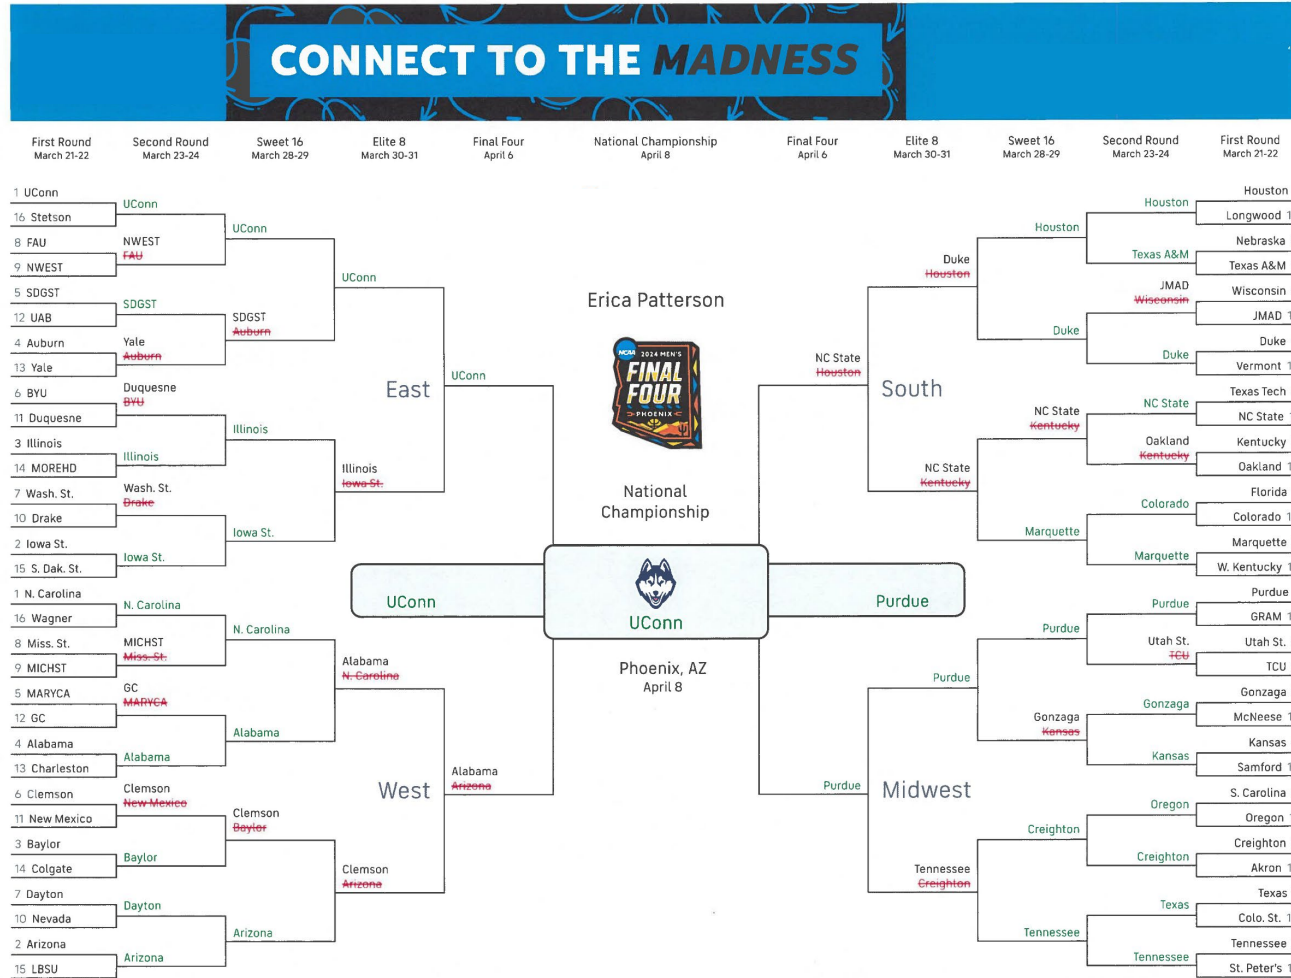 CONNECT TO THE MADNESS
First Round
March 21-22
Second Round
March 23-24
Sweet 16
March 28-29
Elite 8
March 30-31
Final Four
April 6
National Championship
April 8
Final Four
April 6
Elite 8
March 30-31
Sweet 16
March 28-29
Second Round
March 23-24
First Round
March 21-22
1 UConn
16 Stetson
8 FAU
9 NWEST
5 SDGST
12 UAB
4 Auburn
13 Yale
6 BYU
11 Duquesne
3 Illinois
14 MOREHD
7 Wash. St.
10 Drake
2 Iowa St.
15 S. Dak. St.
1 N. Carolina
16 Wagner
8 Miss. St.
9 MICHST
5 MARYCA
12 GC
4 Alabama
13 Charleston
6 Clemson
11 New Mexico
3 Baylor
14 Colgate
7 Dayton
10 Nevada
2 Arizona
15 LBSU
UConn
NWEST
FAU
SDGST
Yale
Auburn
Duquesne
BYU
Illinois
Wash. St.
Drake
Iowa St.
N. Carolina
MICHST
Miss. St.
GC
MARYCA
Alabama
Clemson
New Mexico
Baylor
Dayton
Arizona
UConn
SDGST
Auburn
Illinois
Iowa St.
N. Carolina
Alabama
Clemson
Baylor
Arizona
UConn
Illinois
Iowa St.
Alabama
N. Carolina
Clemson
Arizona
East
West
UConn
Alabama
Arizona
Erica Patterson
NCAA
2024 MEN'S
FINAL
FOUR
PHOENIX
National
Championship
UConn
UConn
Purdue
Phoenix, AZ
April 8
NC State
Houston
Purdue
South
Midwest
Duke
Houston
NC State
Kentucky
Purdue
Tennessee
Creighton
Houston
Duke
NC State
Kentucky
Marquette
Purdue
Gonzaga
Kansas
Creighton
Tennessee
Houston
Texas A&M
JMAD
Wisconsin
Duke
NC State
Oakland
Kentucky
Colorado
Marquette
Purdue
Utah St.
TCU
Gonzaga
Kansas
Oregon
Creighton
Texas
Tennessee
Houston
Longwood 1
Nebraska
Texas A&M
Wisconsin
JMAD 1
Duke
Vermont 1
Texas Tech
NC State 1
Kentucky
Oakland 1
Florida
Colorado 1
Marquette
W. Kentucky 1
Purdue
GRAM 1
Utah St.
TCU
Gonzaga
McNeese 1
Kansas
Samford 1
S. Carolina
Oregon 1
Creighton
Akron 1
Texas
Colo. St. 1
Tennessee
St. Peter's 1